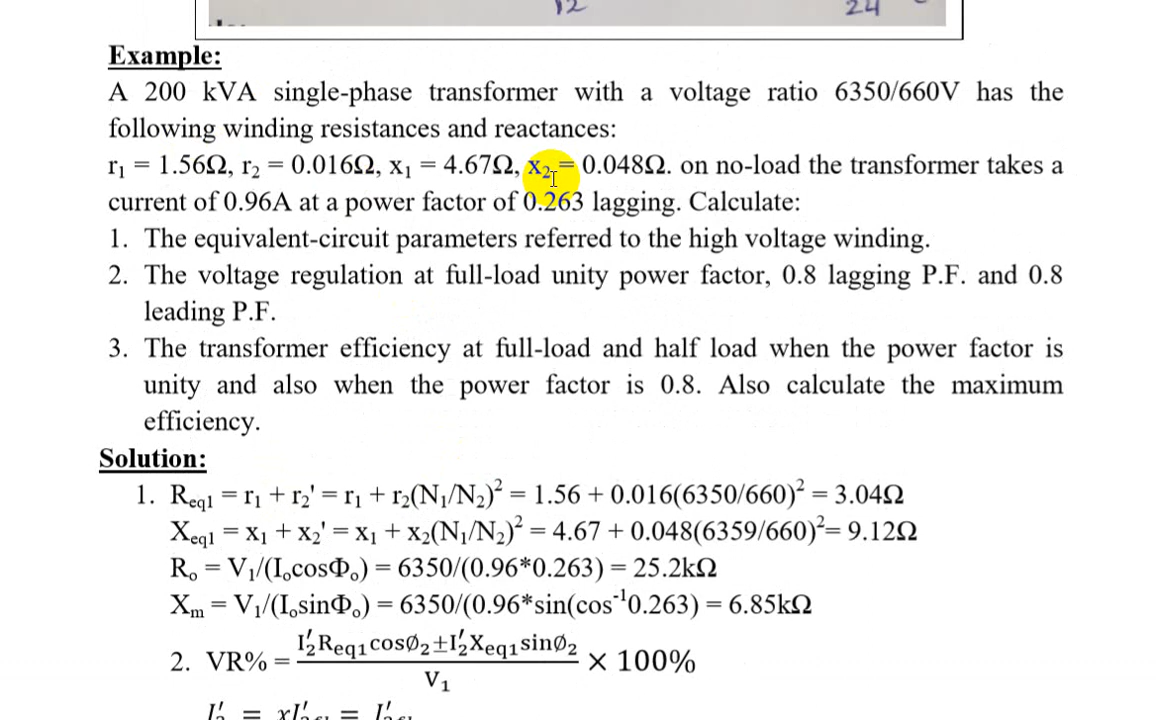 12 24
Example:
A 200 kVA single-phase transformer with a voltage ratio 6350/660V has the
following winding resistances and reactances:
r₁ = 1.56Ω, r₂ = 0.016Ω, x₁ = 4.67Ω, x₂ = 0.048Ω. on no-load the transformer takes a
current of 0.96A at a power factor of 0.263 lagging. Calculate:
1. The equivalent-circuit parameters referred to the high voltage winding.
2. The voltage regulation at full-load unity power factor, 0.8 lagging P.F. and 0.8
leading P.F.
3. The transformer efficiency at full-load and half load when the power factor is
unity and also when the power factor is 0.8. Also calculate the maximum
efficiency.
Solution:
1. Req1 = r₁ + r₂' = r₁ + r₂(N₁/N₂)² = 1.56 + 0.016(6350/660)² = 3.04Ω
Xeq1 = x₁ + x₂' = x₁ + x₂(N₁/N₂)² = 4.67 + 0.048(6359/660)²= 9.12Ω
Rₒ = V₁/(IₒcosΦₒ) = 6350/(0.96*0.263) = 25.2kΩ
Xm = V₁/(IₒsinΦₒ) = 6350/(0.96*sin(cos⁻¹0.263) = 6.85kΩ
2. VR% = (I₂′Req1cosø₂±I₂′Xeq1sinø₂)/V₁ × 100%